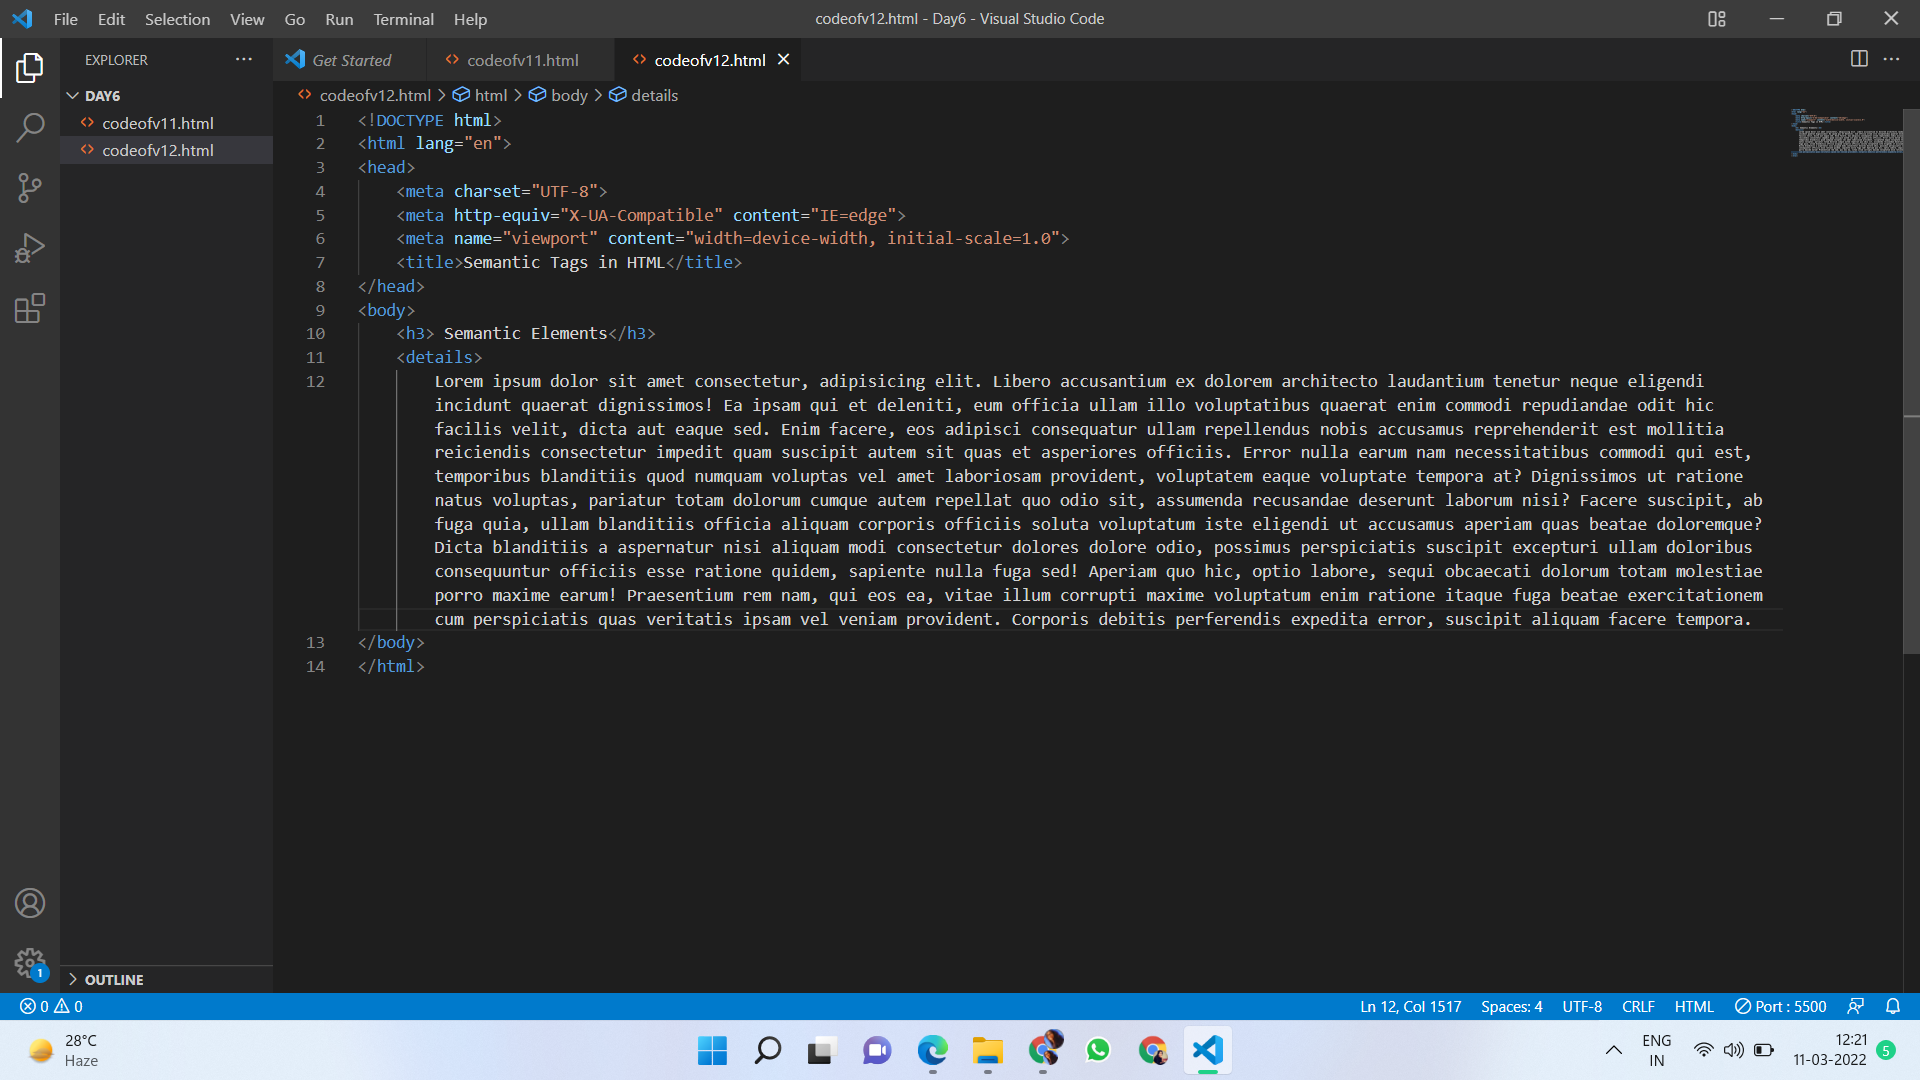 File Edit Selection View Go Run Terminal Help
codeofv12.html - Day6 - Visual Studio Code
EXPLORER
Get Started
codeofv11.html
codeofv12.html
DAY6
codeofv11.html
codeofv12.html
codeofv12.html > html > body > details
1 <!DOCTYPE html>
2 <html lang="en">
3 <head>
4 <meta charset="UTF-8">
5 <meta http-equiv="X-UA-Compatible" content="IE=edge">
6 <meta name="viewport" content="width=device-width, initial-scale=1.0">
7 <title>Semantic Tags in HTML</title>
8 </head>
9 <body>
10 <h3> Semantic Elements</h3>
11 <details>
12 Lorem ipsum dolor sit amet consectetur, adipisicing elit. Libero accusantium ex dolorem architecto laudantium tenetur neque eligendi
incidunt quaerat dignissimos! Ea ipsam qui et deleniti, eum officia ullam illo voluptatibus quaerat enim commodi repudiandae odit hic
facilis velit, dicta aut eaque sed. Enim facere, eos adipisci consequatur ullam repellendus nobis accusamus reprehenderit est mollitia
reiciendis consectetur impedit quam suscipit autem sit quas et asperiores officiis. Error nulla earum nam necessitatibus commodi qui est,
temporibus blanditiis quod numquam voluptas vel amet laboriosam provident, voluptatem eaque voluptate tempora at? Dignissimos ut ratione
natus voluptas, pariatur totam dolorum cumque autem repellat quo odio sit, assumenda recusandae deserunt laborum nisi? Facere suscipit, ab
fuga quia, ullam blanditiis officia aliquam corporis officiis soluta voluptatum iste eligendi ut accusamus aperiam quas beatae doloremque?
Dicta blanditiis a aspernatur nisi aliquam modi consectetur dolores dolore odio, possimus perspiciatis suscipit excepturi ullam doloribus
consequuntur officiis esse ratione quidem, sapiente nulla fuga sed! Aperiam quo hic, optio labore, sequi obcaecati dolorum totam molestiae
porro maxime earum! Praesentium rem nam, qui eos ea, vitae illum corrupti maxime voluptatum enim ratione itaque fuga beatae exercitationem
cum perspiciatis quas veritatis ipsam vel veniam provident. Corporis debitis perferendis expedita error, suscipit aliquam facere tempora.
13 </body>
14 </html>
1
OUTLINE
0 0
Ln 12, Col 1517 Spaces: 4 UTF-8 CRLF HTML Port : 5500
28°C
Haze
ENG
IN
12:21
11-03-2022
5